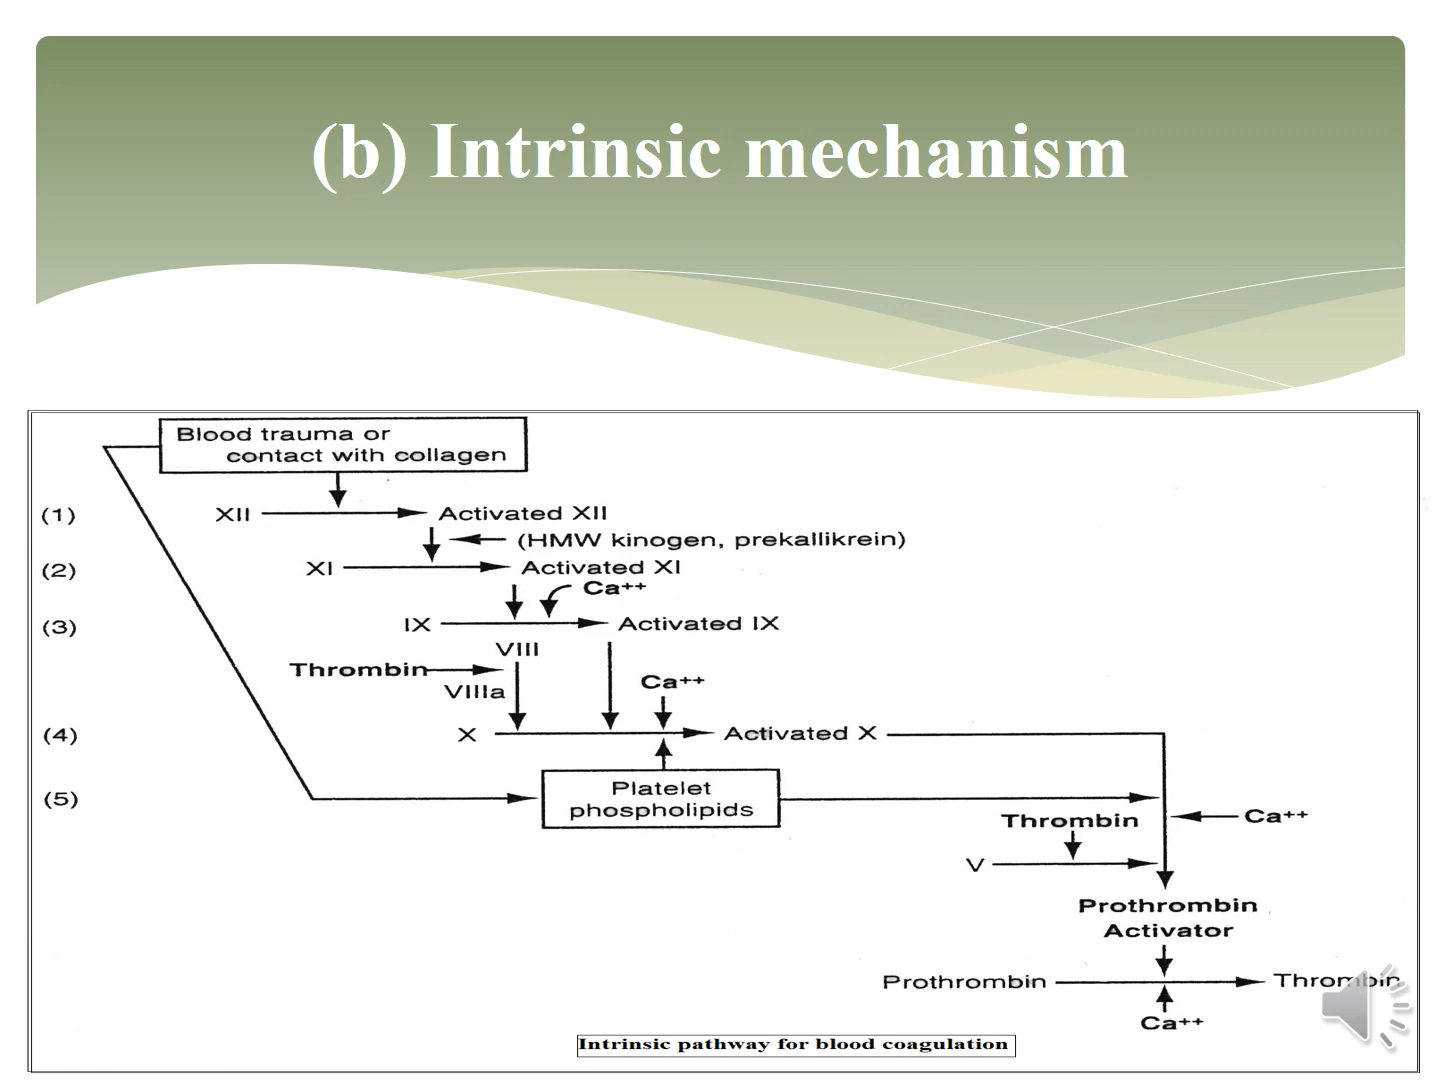 (b) Intrinsic mechanism
Blood trauma or
contact with collagen
(1) XII Activated XII
(HMW kinogen, prekallikrein)
(2) XI Activated XI
Ca++
(3) IX Activated IX
VIII
Thrombin
VIIIa
Ca++
(4) X Activated X
(5) Platelet
phospholipids
Thrombin Ca++
V
Prothrombin
Activator
Prothrombin Thrombin
Ca++
Intrinsic pathway for blood coagulation